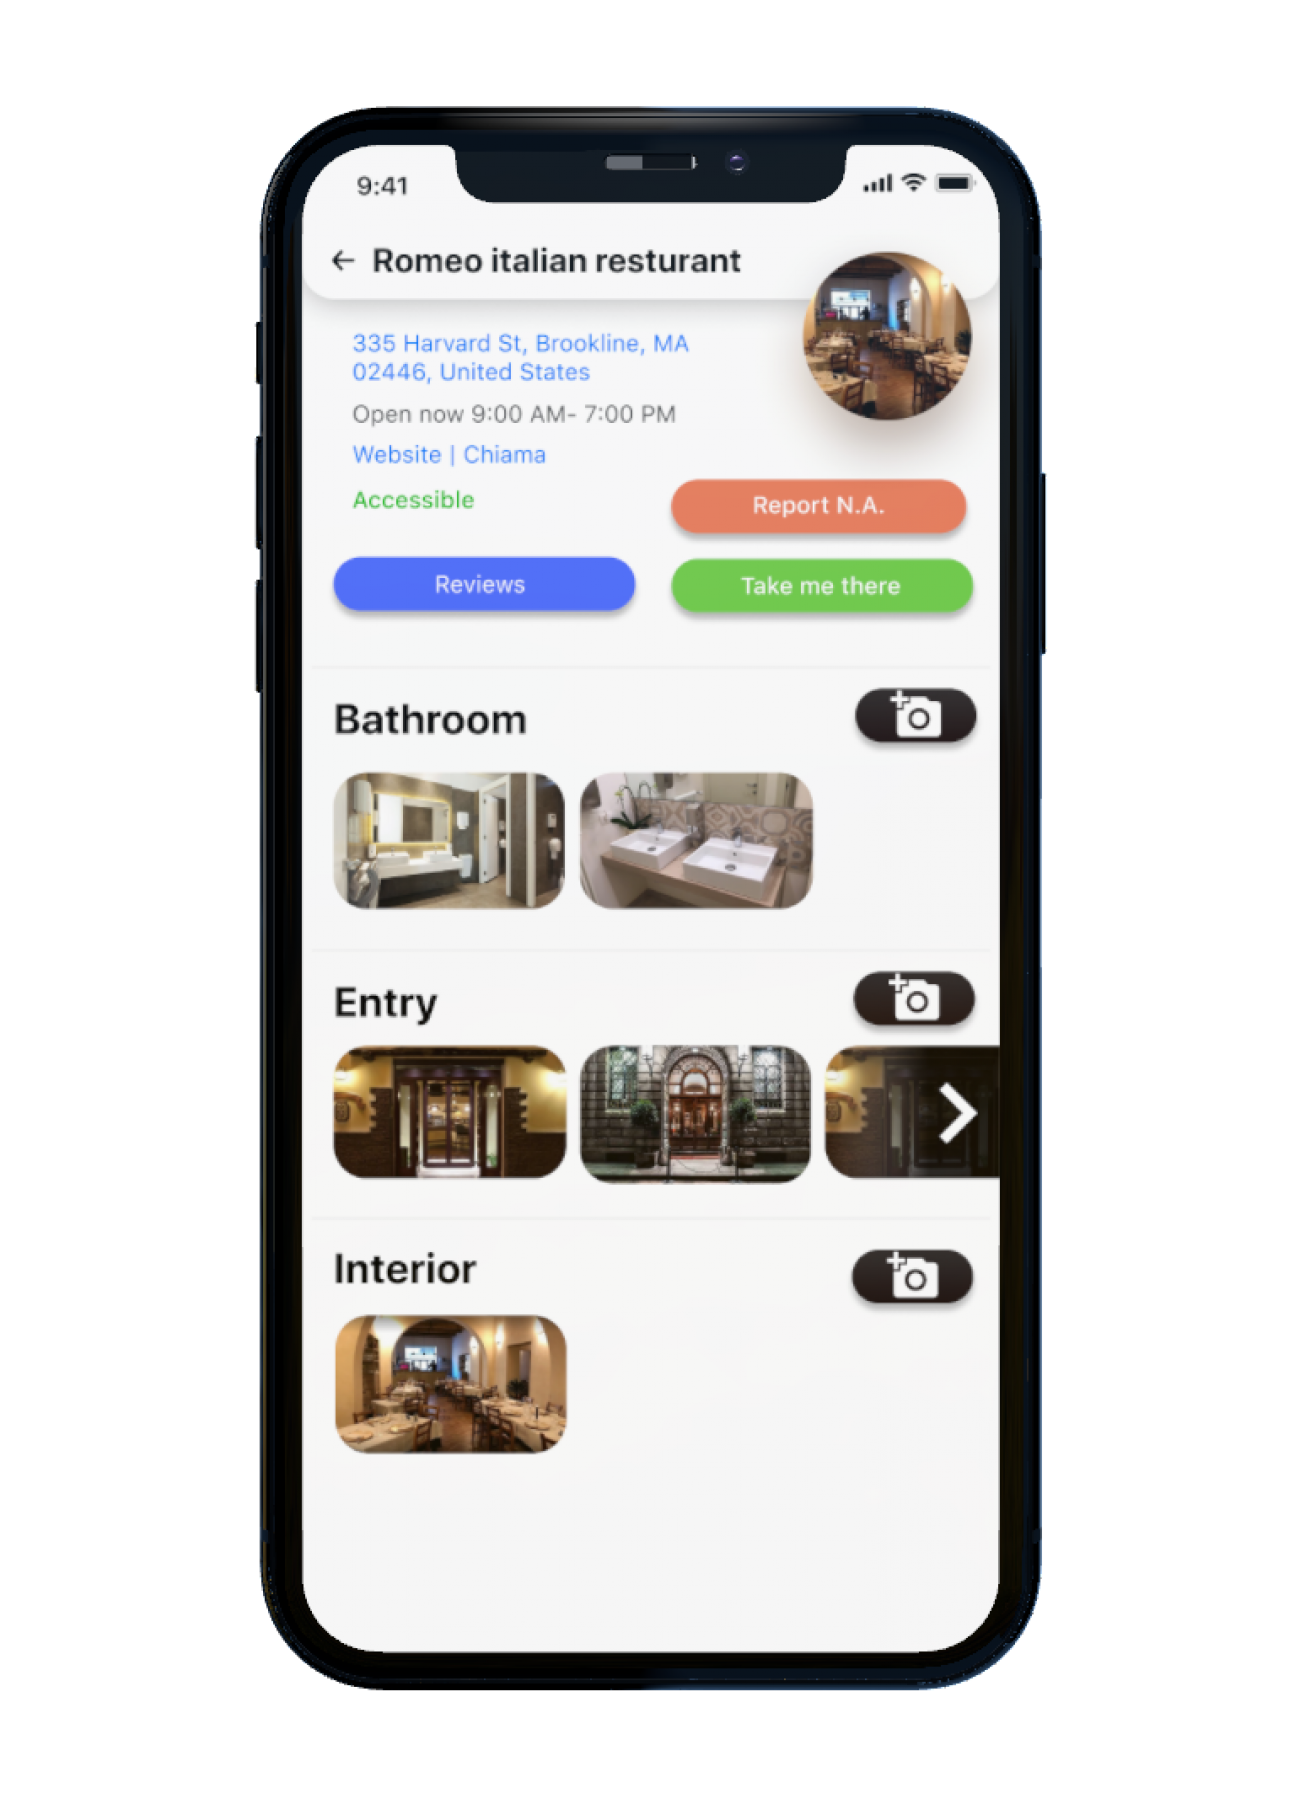 9:41
Romeo italian resturant
335 Harvard St, Brookline, MA
02446, United States
Open now 9:00 AM- 7:00 PM
Website | Chiama
Accessible
Report N.A.
Reviews
Take me there
Bathroom
Entry
Interior